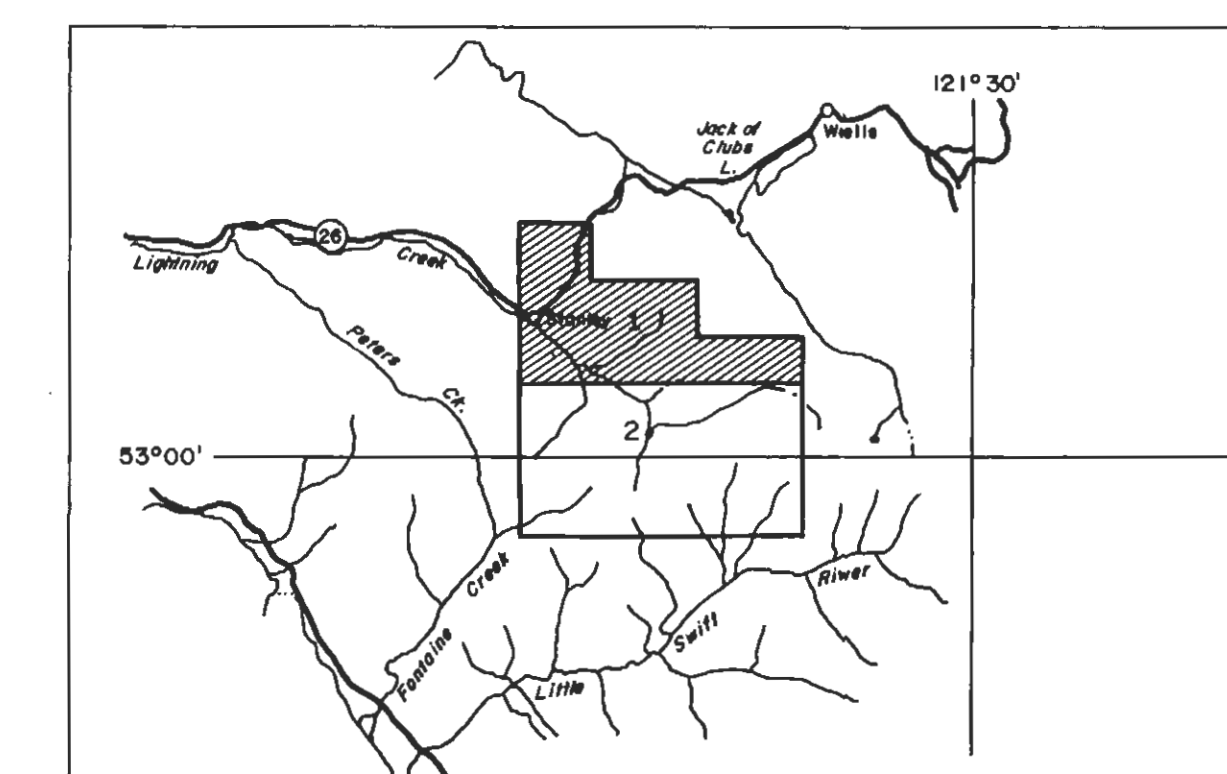 121° 30'
Jack of
Clubs
L.
Wells
26
Lightning
Creek
Stanley
1
Peters
Ck.
2
53° 00'
Creek
Fontaine
River
Swift
Little